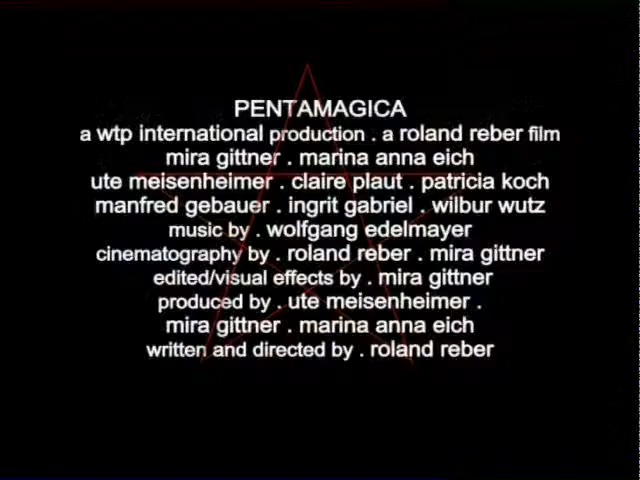 PENTAMAGICA
a wtp international production . a roland reber film
mira gittner . marina anna eich
ute meisenheimer . claire plaut . patricia koch
manfred gebauer . ingrit gabriel . wilbur wutz
music by . wolfgang edelmayer
cinematography by . roland reber . mira gittner
edited/visual effects by . mira gittner
produced by . ute meisenheimer .
mira gittner . marina anna eich
written and directed by . roland reber